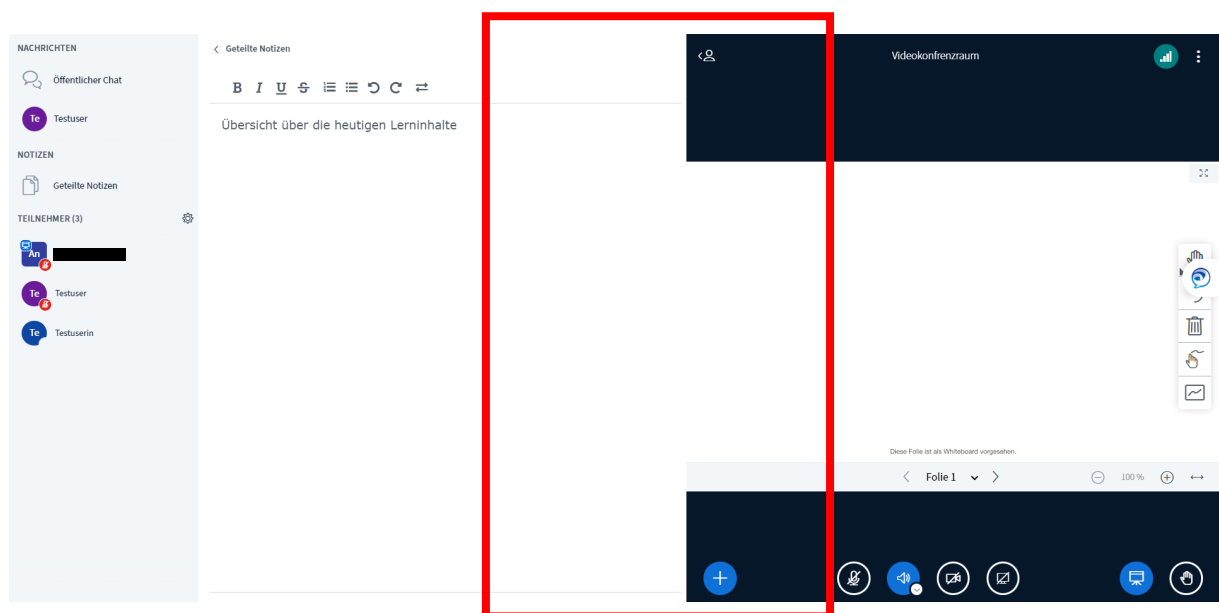 NACHRICHTEN
Öffentlicher Chat
Te Testuser
NOTIZEN
Geteilte Notizen
TEILNEHMER (3)
An
Te Testuser
Te Testuserin
Geteilte Notizen
B I U S
Übersicht über die heutigen Lerninhalte
Videokonfrenzraum
Diese Folie ist als Whiteboard vorgesehen.
Folie 1
100 %